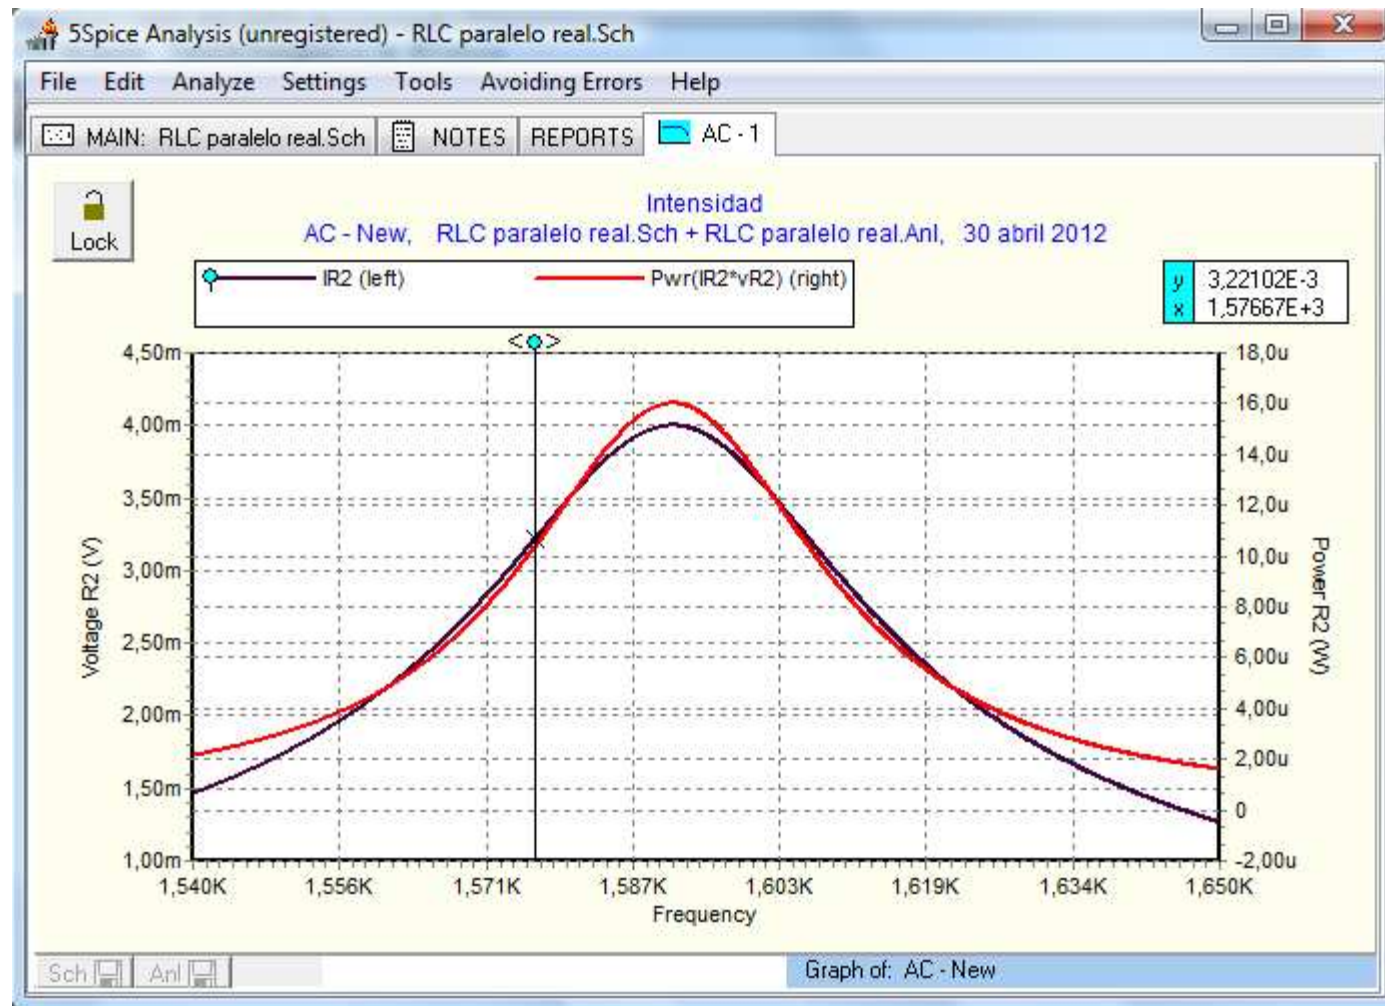 5Spice Analysis (unregistered) - RLC paralelo real.Sch
File Edit Analyze Settings Tools Avoiding Errors Help
MAIN: RLC paralelo real.Sch NOTES REPORTS AC - 1
Lock
Intensidad
AC - New, RLC paralelo real.Sch + RLC paralelo real.Anl, 30 abril 2012
IR2 (left) Pwr(IR2*vR2) (right)
y 3,22102E-3
x 1,57667E+3
4,50m
4,00m
3,50m
3,00m
2,50m
2,00m
1,50m
1,00m
Voltage R2 (V)
18,0u
16,0u
14,0u
12,0u
10,0u
8,00u
6,00u
4,00u
2,00u
0
-2,00u
Power R2 (W)
1,540K 1,556K 1,571K 1,587K 1,603K 1,619K 1,634K 1,650K
Frequency
Sch Anl Graph of: AC - New